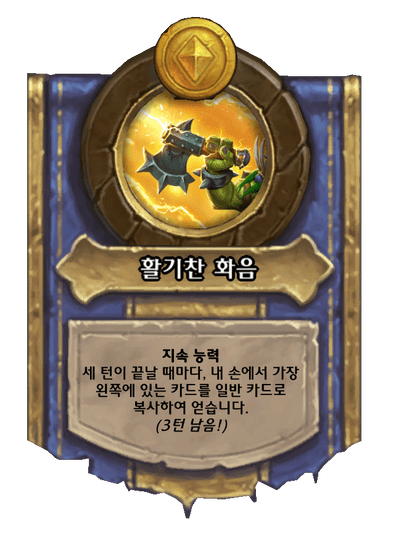 활기찬 화음
지속 능력
세 턴이 끝날 때마다, 내 손에서 가장
왼쪽에 있는 카드를 일반 카드로
복사하여 얻습니다.
(3턴 남음!)